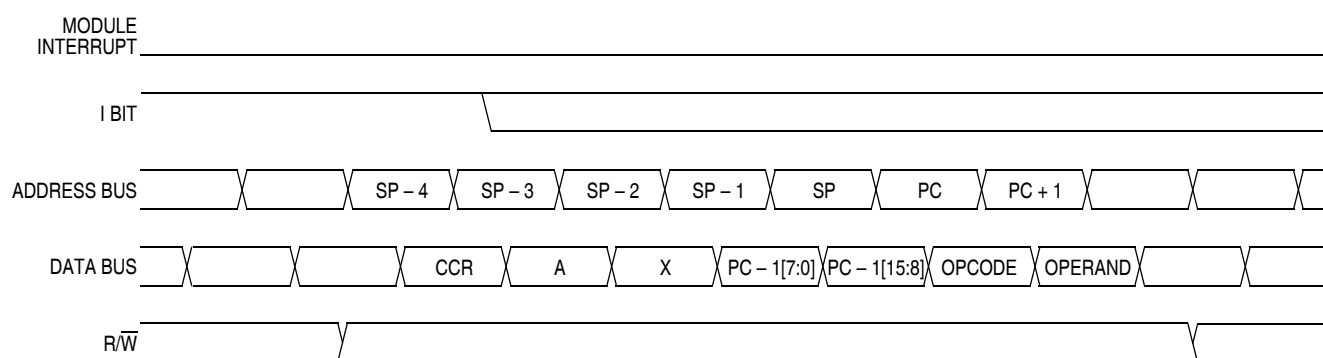 MODULE
INTERRUPT
I BIT
ADDRESS BUS SP – 4 SP – 3 SP – 2 SP – 1 SP PC PC + 1
DATA BUS CCR A X PC – 1[7:0] PC – 1[15:8] OPCODE OPERAND
R/W̅